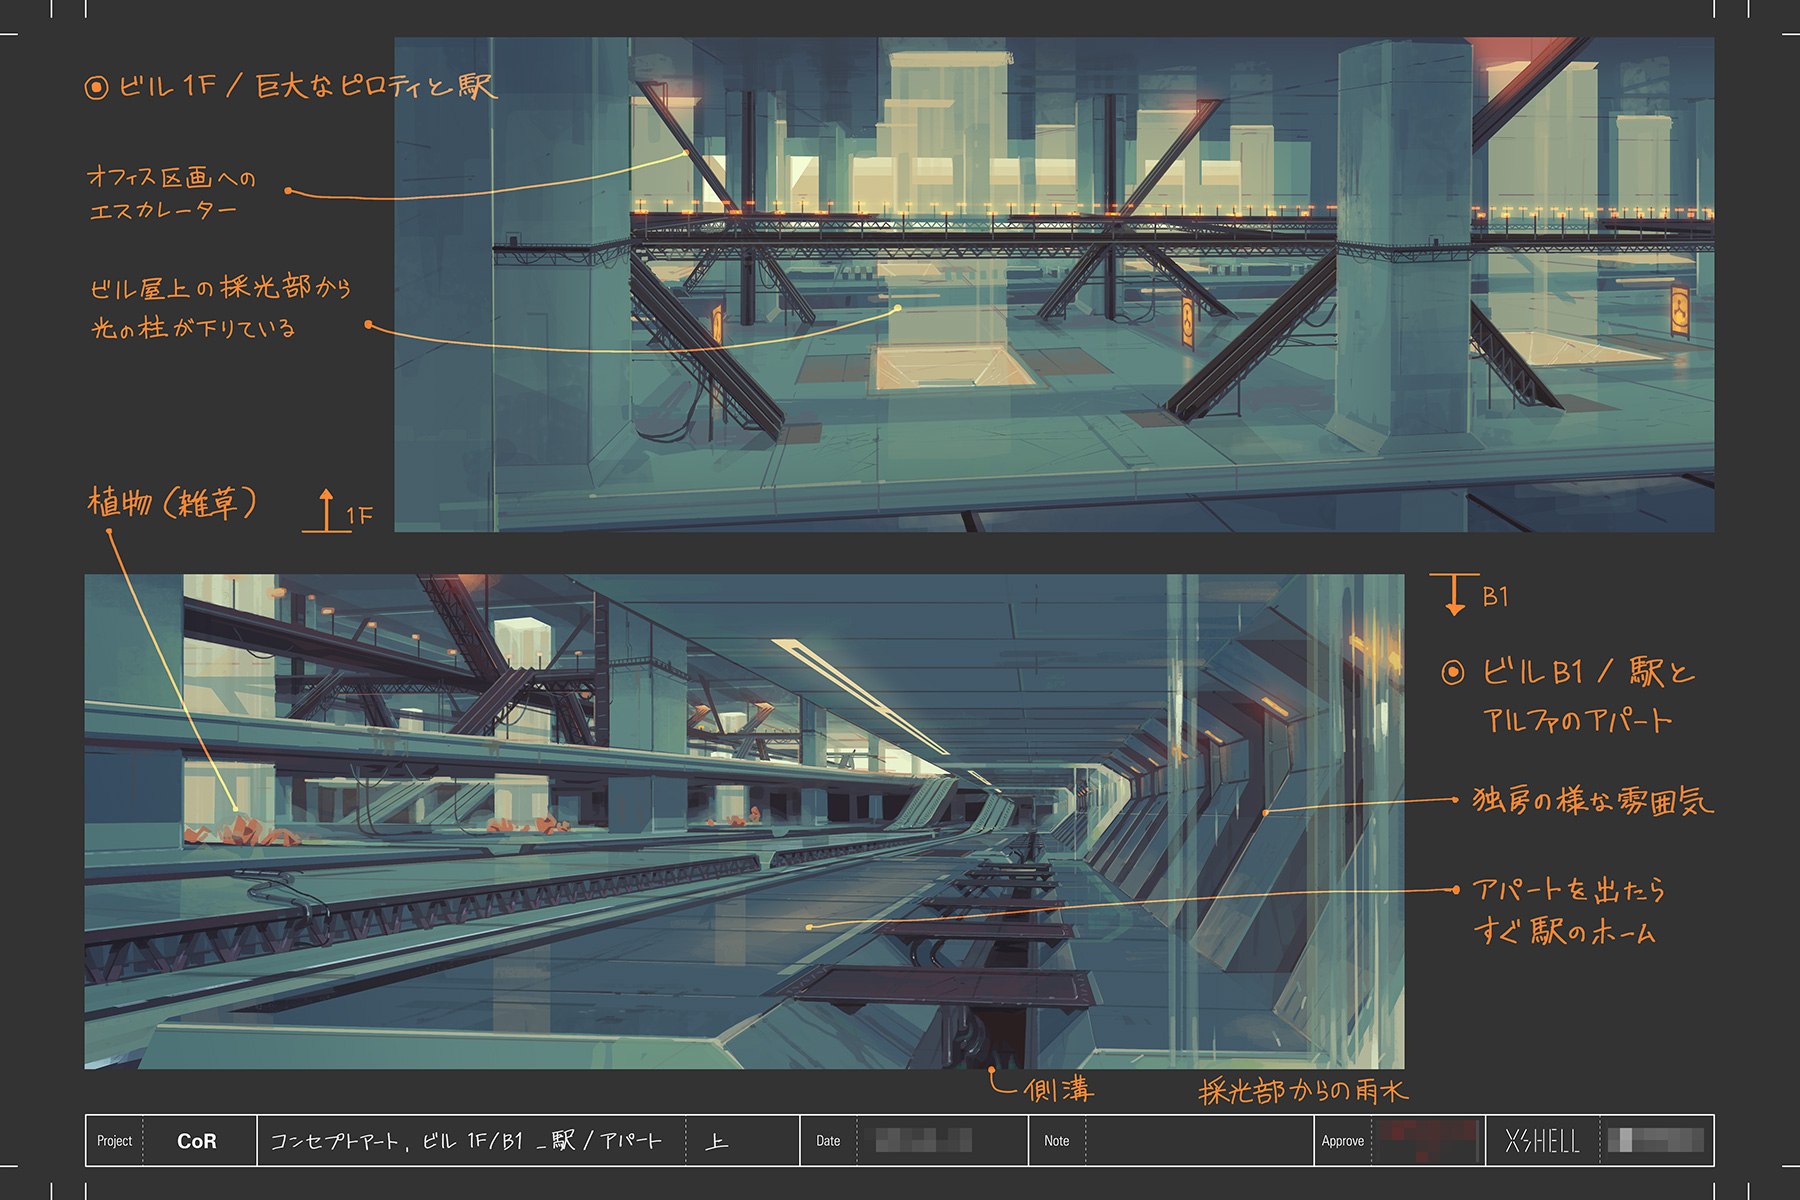 ビル1F / 巨大なピロティと駅
オフィス区画への
エスカレーター
ビル屋上の採光部から
光の柱が下りている
植物(雑草)
1F
B1
ビルB1 / 駅と
アルファのアパート
独房の様な雰囲気
アパートを出たら
すぐ駅のホーム
側溝
採光部からの雨水
Project CoR コンセプトアート, ビル 1F/B1 _駅/アパート 上 Date Note Approve XSHELL